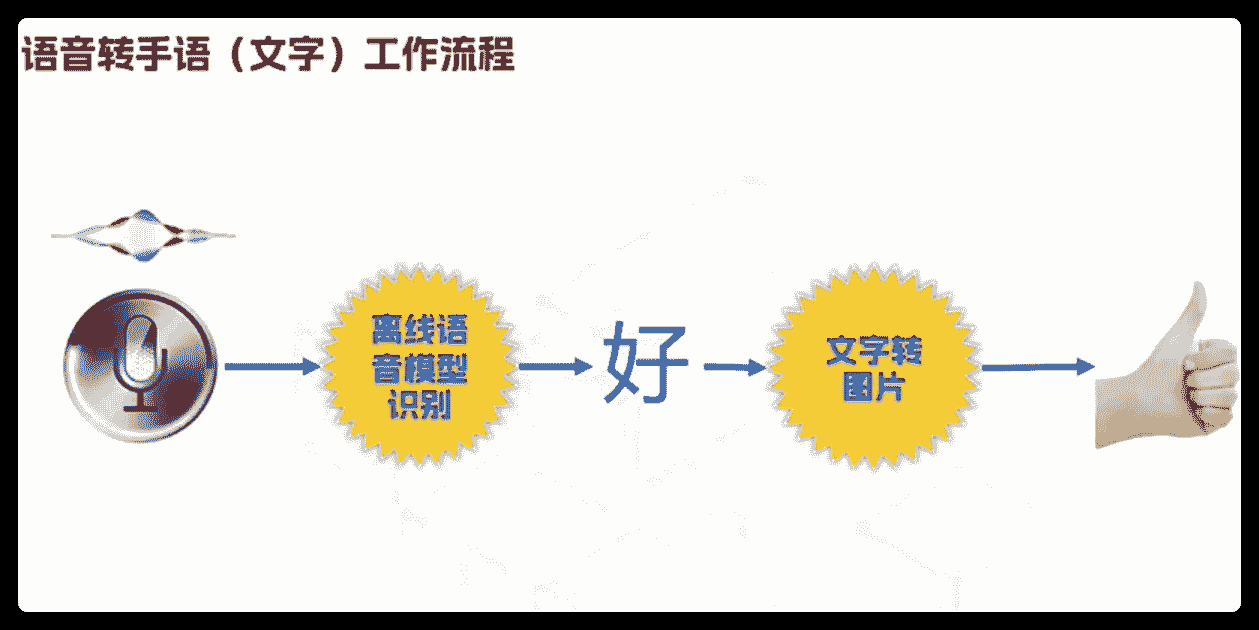 语音转手语（文字）工作流程
离线语
音模型
识别
好
文字转
图片